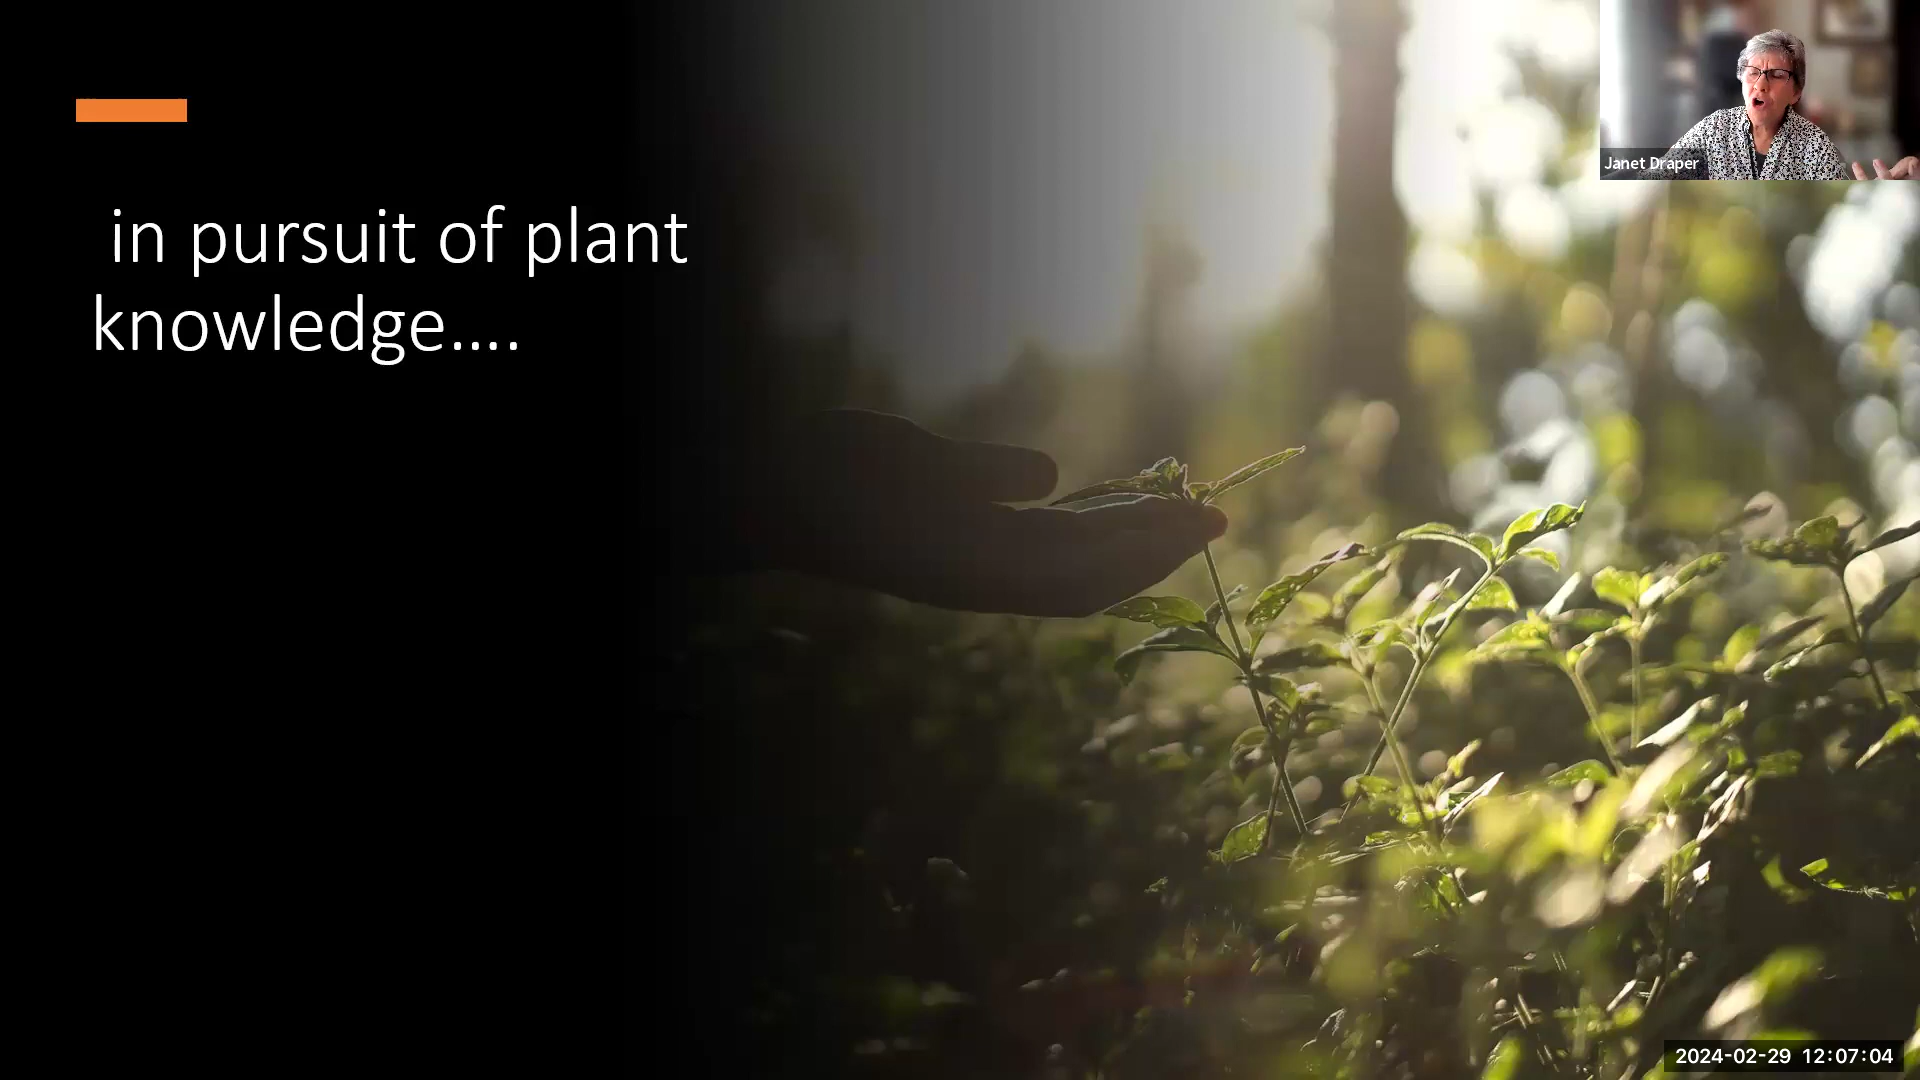 in pursuit of plant
knowledge....
Janet Draper
2024-02-29 12:07:04